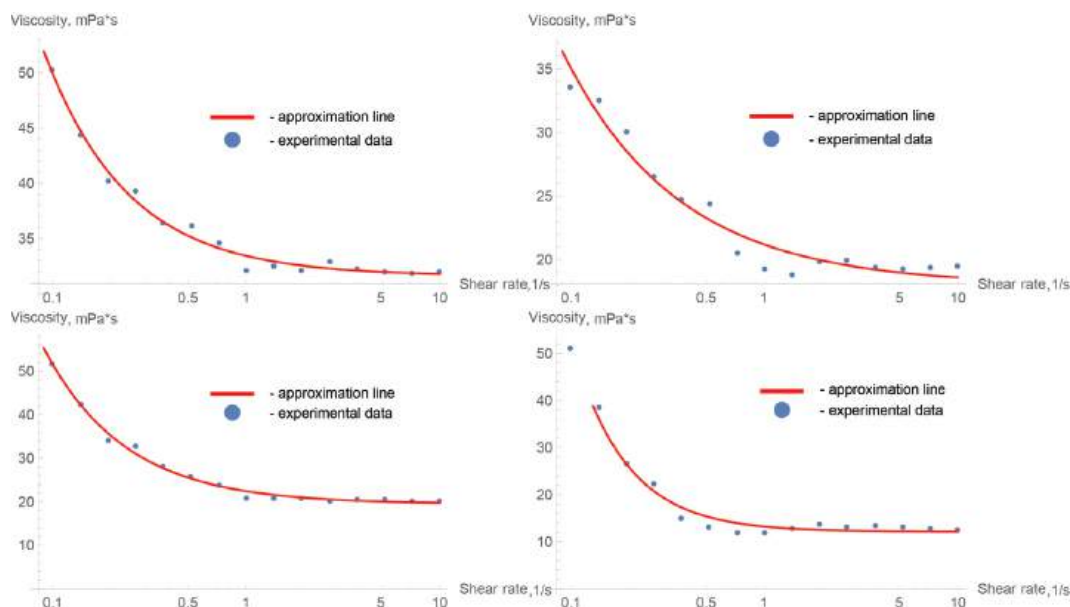 Viscosity, mPa*s
50
45
40
35
- approximation line
- experimental data
0.1 0.5 1 5 10
Shear rate,1/s
Viscosity, mPa*s
35
30
25
20
- approximation line
- experimental data
0.1 0.5 1 5 10
Shear rate,1/s
Viscosity, mPa*s
50
40
30
20
10
- approximation line
- experimental data
0.1 0.5 1 5 10
Shear rate,1/s
Viscosity, mPa*s
50
40
30
20
10
- approximation line
- experimental data
0.1 0.5 1 5 10
Shear rate,1/s